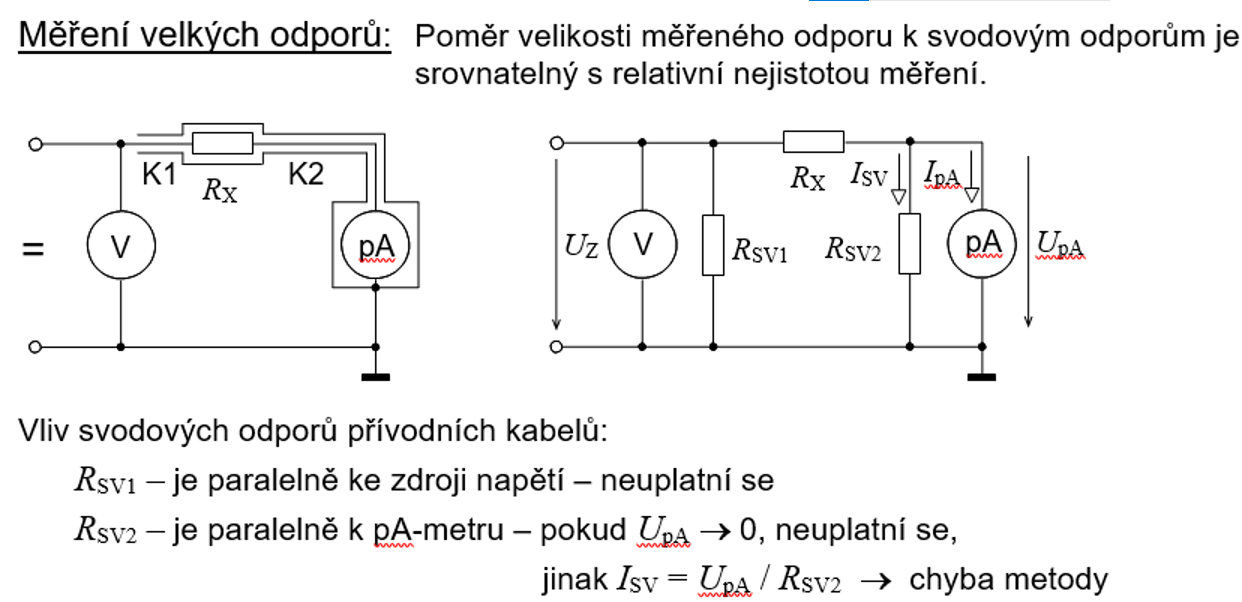 Měření velkých odporů: Poměr velikosti měřeného odporu k svodovým odporům je
srovnatelný s relativní nejistotou měření.
K1 RX K2
= V pA
RX ISV IpA
UZ V RSV1 RSV2 pA UpA
Vliv svodových odporů přívodních kabelů:
RSV1 – je paralelně ke zdroji napětí – neuplatní se
RSV2 – je paralelně k pA-metru – pokud UpA → 0, neuplatní se,
jinak ISV = UpA / RSV2 → chyba metody